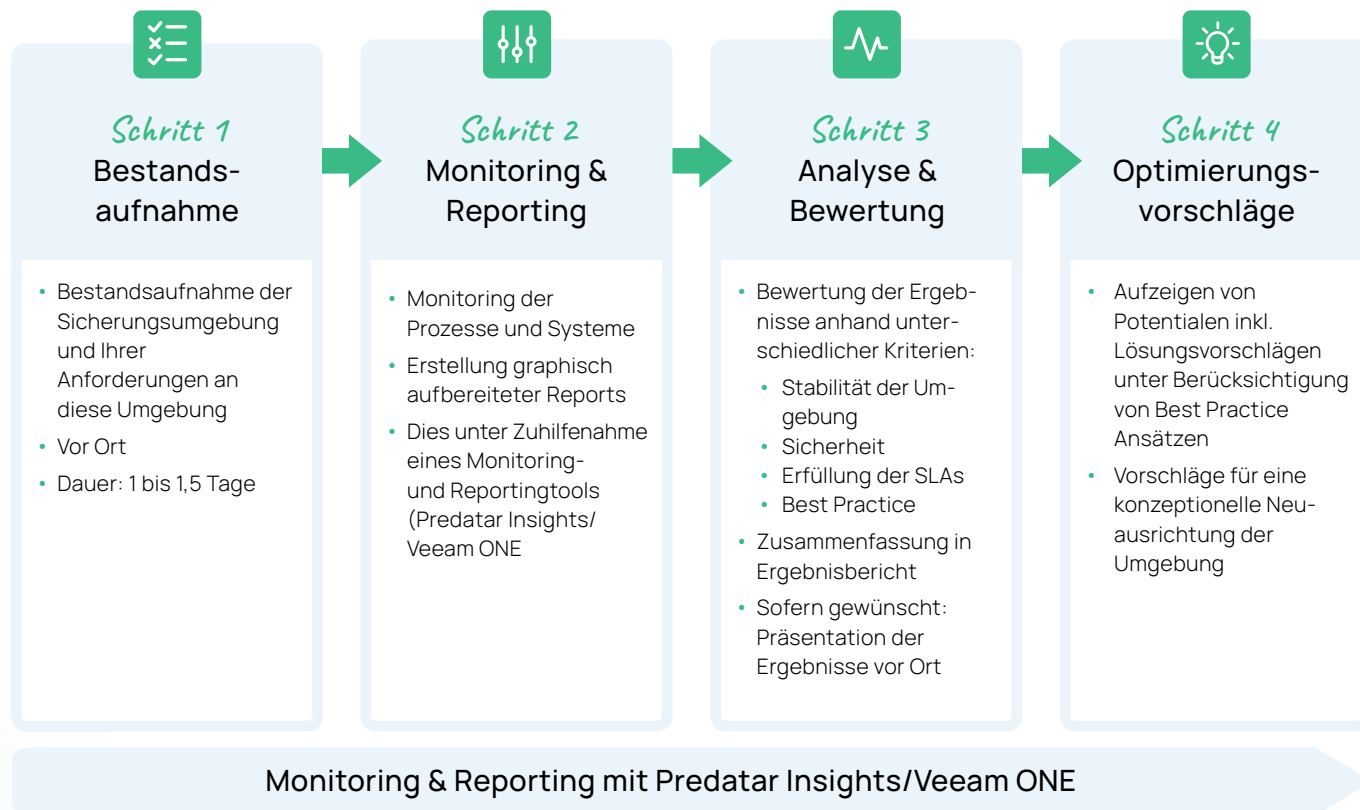 Schritt 1
Bestands-
aufnahme
• Bestandsaufnahme der
Sicherungsumgebung
und Ihrer
Anforderungen an
diese Umgebung
• Vor Ort
• Dauer: 1 bis 1,5 Tage
Schritt 2
Monitoring &
Reporting
• Monitoring der
Prozesse und Systeme
• Erstellung graphisch
aufbereiteter Reports
• Dies unter Zuhilfenahme
eines Monitoring-
und Reportingtools
(Predatar Insights/
Veeam ONE
Schritt 3
Analyse &
Bewertung
• Bewertung der Ergeb-
nisse anhand unter-
schiedlicher Kriterien:
• Stabilität der Um-
gebung
• Sicherheit
• Erfüllung der SLAs
• Best Practice
• Zusammenfassung in
Ergebnisbericht
• Sofern gewünscht:
Präsentation der
Ergebnisse vor Ort
Schritt 4
Optimierungs-
vorschläge
• Aufzeigen von
Potentialen inkl.
Lösungsvorschlägen
unter Berücksichtigung
von Best Practice
Ansätzen
• Vorschläge für eine
konzeptionelle Neu-
ausrichtung der
Umgebung
Monitoring & Reporting mit Predatar Insights/Veeam ONE